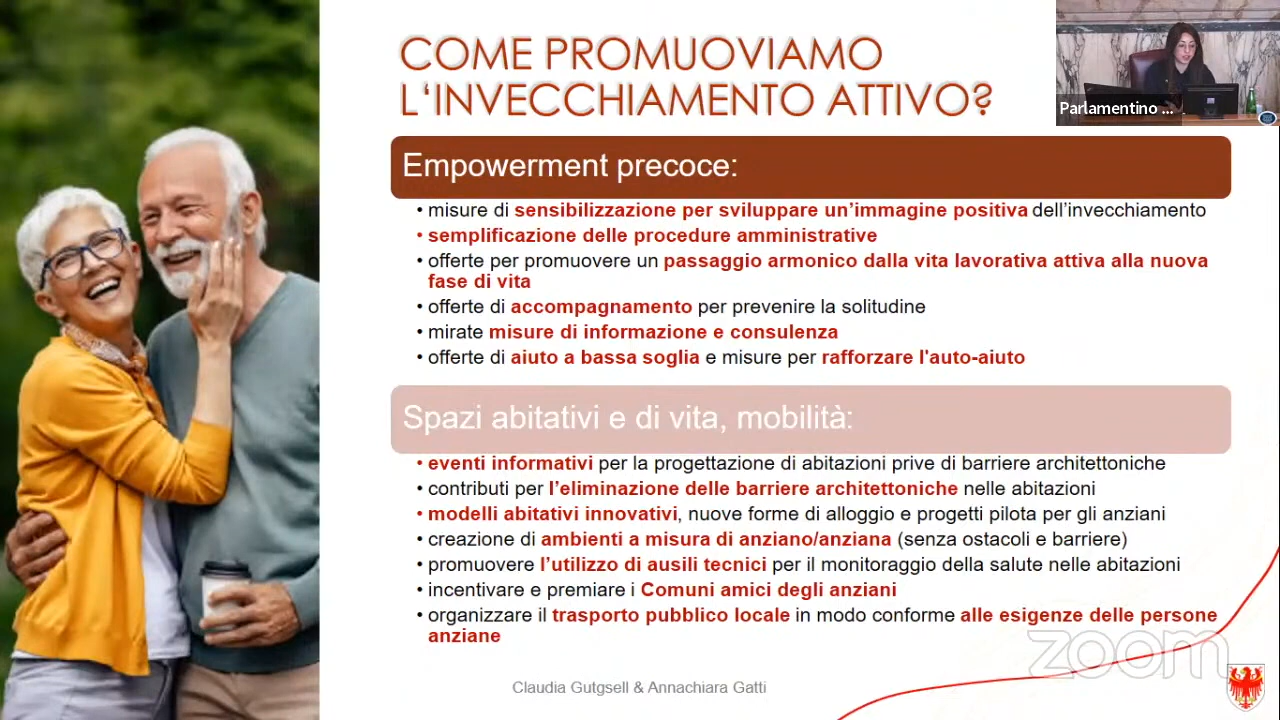 COME PROMUOVIAMO
L‘INVECCHIAMENTO ATTIVO?
Parlamentino ...
Empowerment precoce:
• misure di sensibilizzazione per sviluppare un’immagine positiva dell’invecchiamento
• semplificazione delle procedure amministrative
• offerte per promuovere un passaggio armonico dalla vita lavorativa attiva alla nuova
fase di vita
• offerte di accompagnamento per prevenire la solitudine
• mirate misure di informazione e consulenza
• offerte di aiuto a bassa soglia e misure per rafforzare l'auto-aiuto
Spazi abitativi e di vita, mobilità:
• eventi informativi per la progettazione di abitazioni prive di barriere architettoniche
• contributi per l’eliminazione delle barriere architettoniche nelle abitazioni
• modelli abitativi innovativi, nuove forme di alloggio e progetti pilota per gli anziani
• creazione di ambienti a misura di anziano/anziana (senza ostacoli e barriere)
• promuovere l’utilizzo di ausili tecnici per il monitoraggio della salute nelle abitazioni
• incentivare e premiare i Comuni amici degli anziani
• organizzare il trasporto pubblico locale in modo conforme alle esigenze delle persone
anziane
zoom
Claudia Gutgsell & Annachiara Gatti